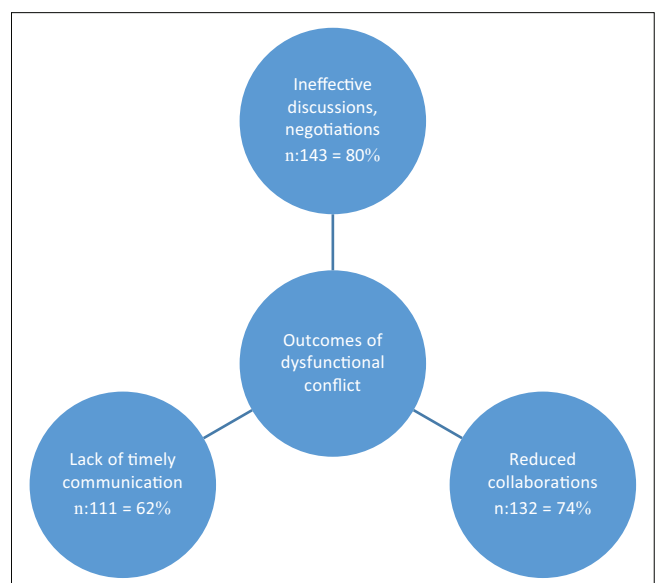 Ineffective
discussions,
negotiations
n:143 = 80%
Outcomes of
dysfunctional
conflict
Lack of timely
communication
n:111 = 62%
Reduced
collaborations
n:132 = 74%